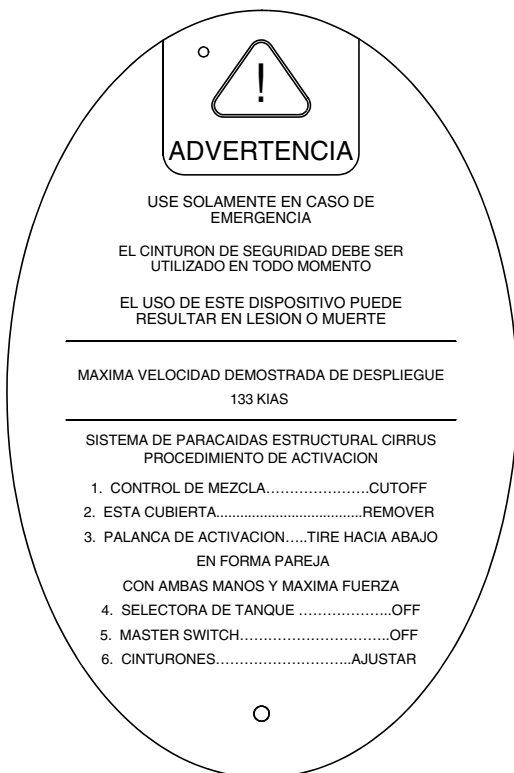 !
ADVERTENCIA
USE SOLAMENTE EN CASO DE
EMERGENCIA
EL CINTURON DE SEGURIDAD DEBE SER
UTILIZADO EN TODO MOMENTO
EL USO DE ESTE DISPOSITIVO PUEDE
RESULTAR EN LESION O MUERTE
MAXIMA VELOCIDAD DEMOSTRADA DE DESPLIEGUE
133 KIAS
SISTEMA DE PARACAIDAS ESTRUCTURAL CIRRUS
PROCEDIMIENTO DE ACTIVACION
1. CONTROL DE MEZCLA…………………CUTOFF
2. ESTA CUBIERTA.......................................REMOVER
3. PALANCA DE ACTIVACION…..TIRE HACIA ABAJO
EN FORMA PAREJA
CON AMBAS MANOS Y MAXIMA FUERZA
4. SELECTORA DE TANQUE ………………..OFF
5. MASTER SWITCH…………………………..OFF
6. CINTURONES………………………..AJUSTAR